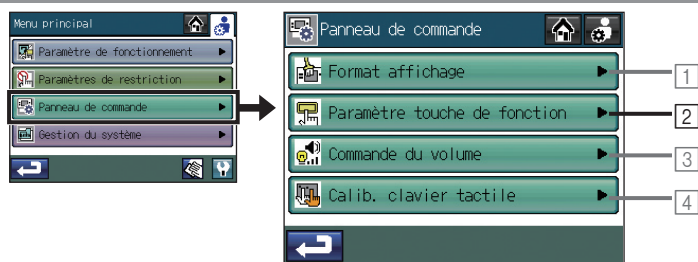 Menu principal
Paramètre de fonctionnement
Paramètres de restriction
Panneau de commande
Gestion du système
Panneau de commande
Format affichage
1
Paramètre touche de fonction
2
Commande du volume
3
Calib. clavier tactile
4